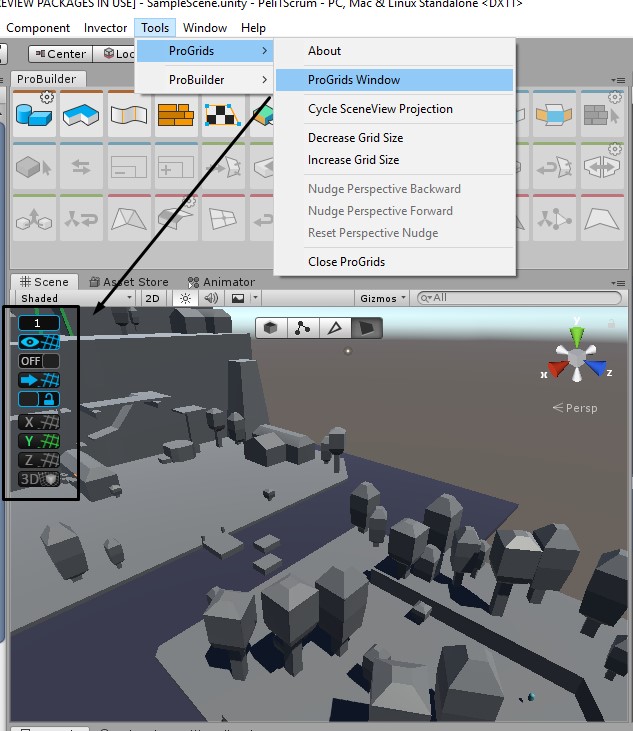 REVIEW PACKAGES IN USE] - SampleScene.unity - PeliTScrum - PC, Mac & Linux Standalone <DX11>
Component Invector Tools Window Help
Center Loc
ProGrids >
ProBuilder >
About
ProGrids Window
Cycle SceneView Projection
Decrease Grid Size
Increase Grid Size
Nudge Perspective Backward
Nudge Perspective Forward
Reset Perspective Nudge
Close ProGrids
ProBuilder
Scene Asset Store Animator
Shaded 2D Gizmos All
1
OFF
X
Y
Z
3D
y
x
z
Persp